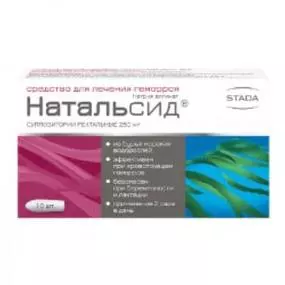 средство для лечения геморроя
натрия альгинат
Натальсид®
STADA
СУППОЗИТОРИИ РЕКТАЛЬНЫЕ 250 мг
из бурых морских
водорослей
эффективен
при кровоточащем
геморрое
безопасен
при беременности
и лактации
применение 2 раза
в день
10 шт.